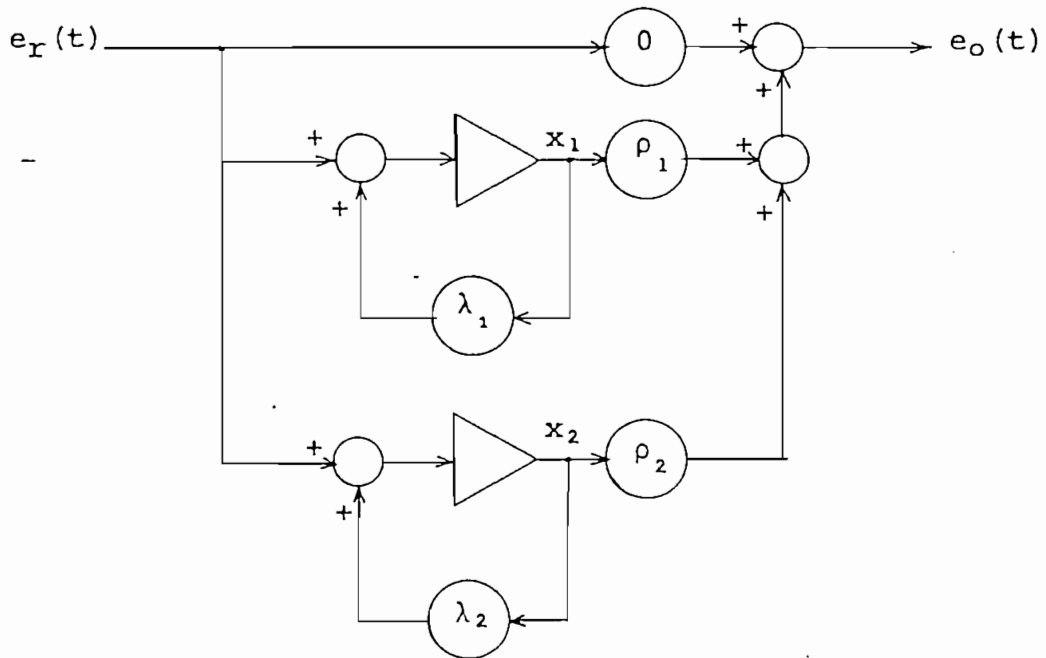 e_r(t) 0 + e_o(t)
+
+ x_1 ρ_1 +
+ +
λ_1
+ x_2 ρ_2
+
λ_2